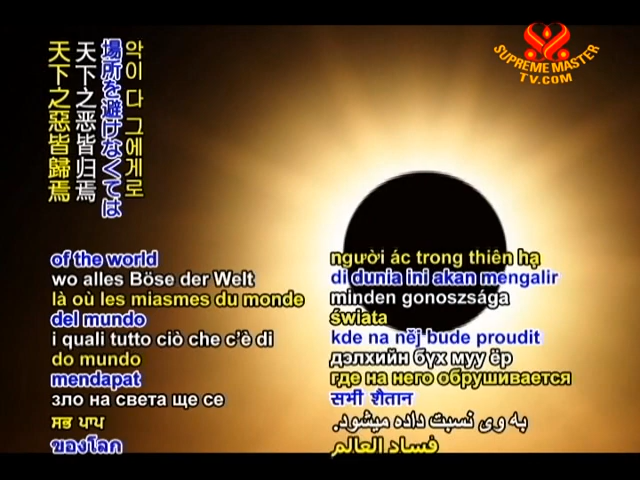 SUPREME MASTER
TV.COM
악이 다 그에게로
場所を避けなくては
天下之恶皆归焉
天下之惡皆歸焉
of the world
wo alles Böse der Welt
là où les miasmes du monde
del mundo
i quali tutto ciò che c'è di
do mundo
mendapat
зло на света ще се
ਸਭ ਪਾਪ
ของโลก
người ác trong thiên hạ
di dunia ini akan mengalir
minden gonoszsága
świata
kde na něj bude proudit
дэлхийн бүх муу ёр
где на него обрушивается
सभी शैतान
به وی نسبت داده میشود.
فساد العالم